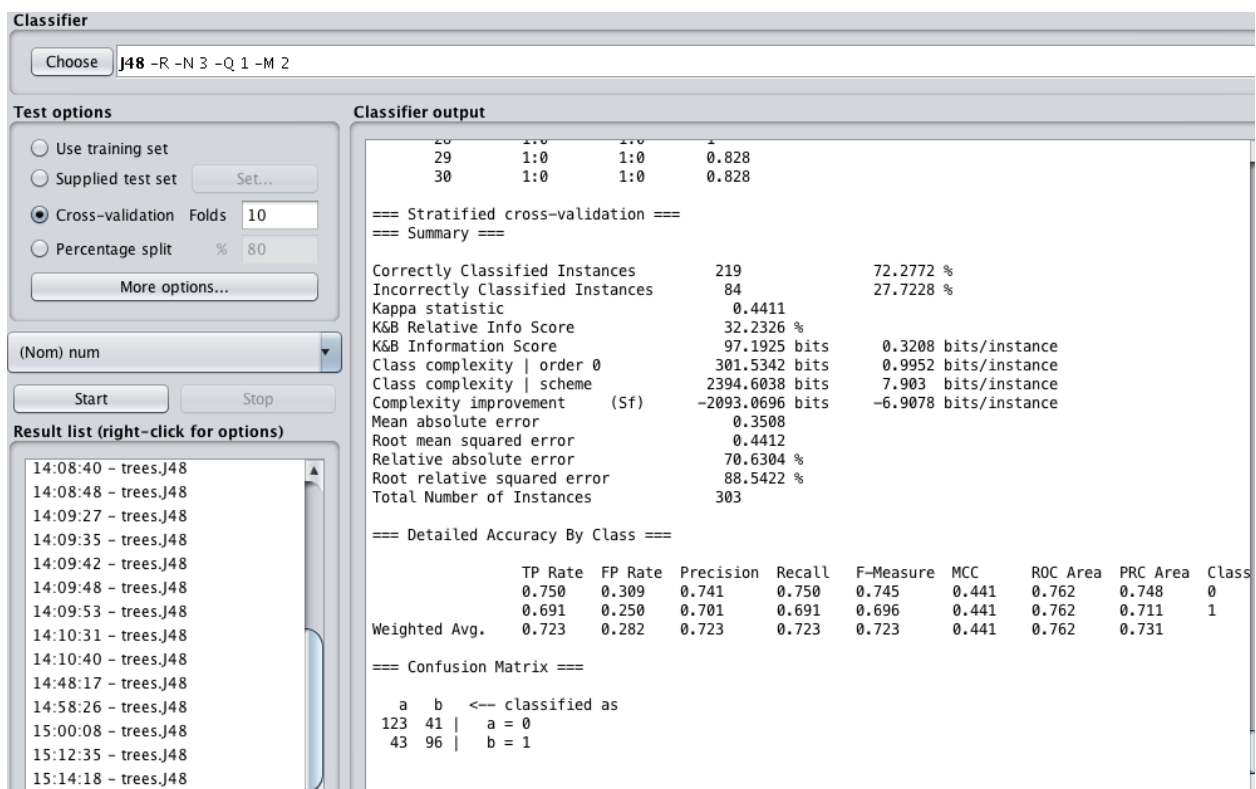 Classifier
Choose J48 -R -N 3 -Q 1 -M 2
Test options
Use training set
Supplied test set Set...
Cross-validation Folds 10
Percentage split % 80
More options...
(Nom) num
Start Stop
Result list (right-click for options)
14:08:40 - trees.J48
14:08:48 - trees.J48
14:09:27 - trees.J48
14:09:35 - trees.J48
14:09:42 - trees.J48
14:09:48 - trees.J48
14:09:53 - trees.J48
14:10:31 - trees.J48
14:10:40 - trees.J48
14:48:17 - trees.J48
14:58:26 - trees.J48
15:00:08 - trees.J48
15:12:35 - trees.J48
15:14:18 - trees.J48
Classifier output
29 1:0 1:0 0.828
30 1:0 1:0 0.828
=== Stratified cross-validation ===
=== Summary ===
Correctly Classified Instances 219 72.2772 %
Incorrectly Classified Instances 84 27.7228 %
Kappa statistic 0.4411
K&B Relative Info Score 32.2326 %
K&B Information Score 97.1925 bits 0.3208 bits/instance
Class complexity | order 0 301.5342 bits 0.9952 bits/instance
Class complexity | scheme 2394.6038 bits 7.903 bits/instance
Complexity improvement (Sf) -2093.0696 bits -6.9078 bits/instance
Mean absolute error 0.3508
Root mean squared error 0.4412
Relative absolute error 70.6304 %
Root relative squared error 88.5422 %
Total Number of Instances 303
=== Detailed Accuracy By Class ===
TP Rate FP Rate Precision Recall F-Measure MCC ROC Area PRC Area Class
0.750 0.309 0.741 0.750 0.745 0.441 0.762 0.748 0
0.691 0.250 0.701 0.691 0.696 0.441 0.762 0.711 1
Weighted Avg. 0.723 0.282 0.723 0.723 0.723 0.441 0.762 0.731
=== Confusion Matrix ===
a b <-- classified as
123 41 | a = 0
43 96 | b = 1